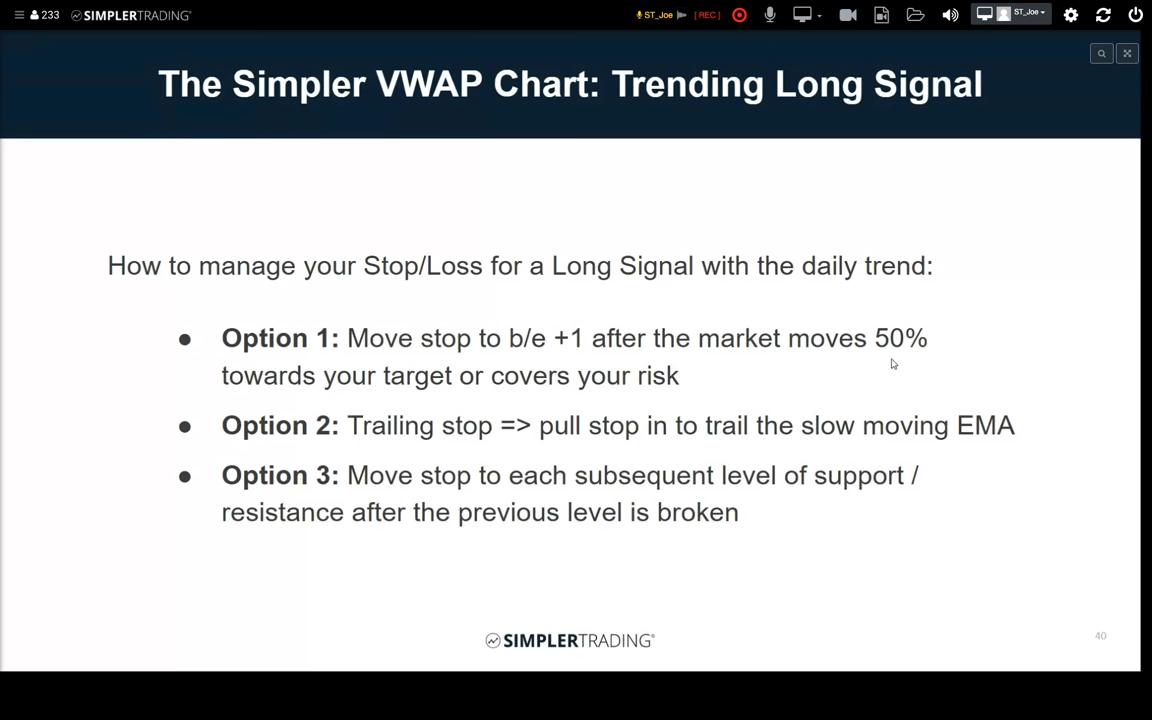 233 SIMPLERTRADING ST_Joe [REC] ST_Joe
The Simpler VWAP Chart: Trending Long Signal
How to manage your Stop/Loss for a Long Signal with the daily trend:
● Option 1: Move stop to b/e +1 after the market moves 50%
towards your target or covers your risk
● Option 2: Trailing stop => pull stop in to trail the slow moving EMA
● Option 3: Move stop to each subsequent level of support /
resistance after the previous level is broken
SIMPLERTRADING®
40